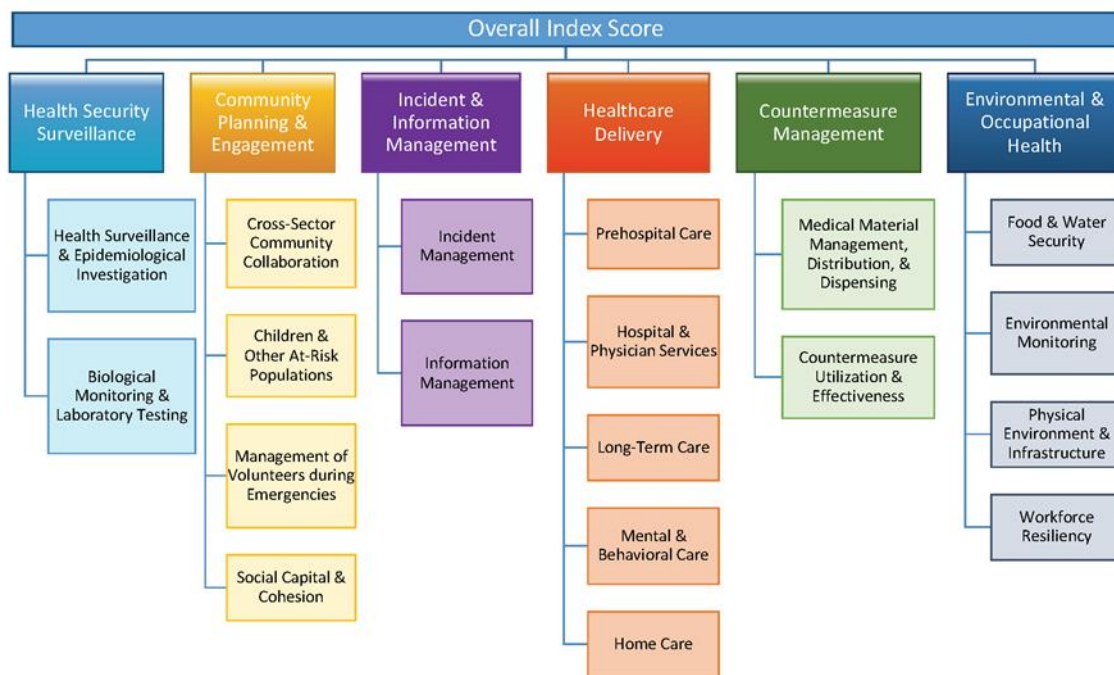 Overall Index Score
Health Security
Surveillance
Community
Planning &
Engagement
Incident &
Information
Management
Healthcare
Delivery
Countermeasure
Management
Environmental &
Occupational
Health
Health Surveillance
& Epidemiological
Investigation
Biological
Monitoring &
Laboratory Testing
Cross-Sector
Community
Collaboration
Children &
Other At-Risk
Populations
Management of
Volunteers during
Emergencies
Social Capital &
Cohesion
Incident
Management
Information
Management
Prehospital Care
Hospital &
Physician Services
Long-Term Care
Mental &
Behavioral Care
Home Care
Medical Material
Management,
Distribution, &
Dispensing
Countermeasure
Utilization &
Effectiveness
Food & Water
Security
Environmental
Monitoring
Physical
Environment &
Infrastructure
Workforce
Resiliency